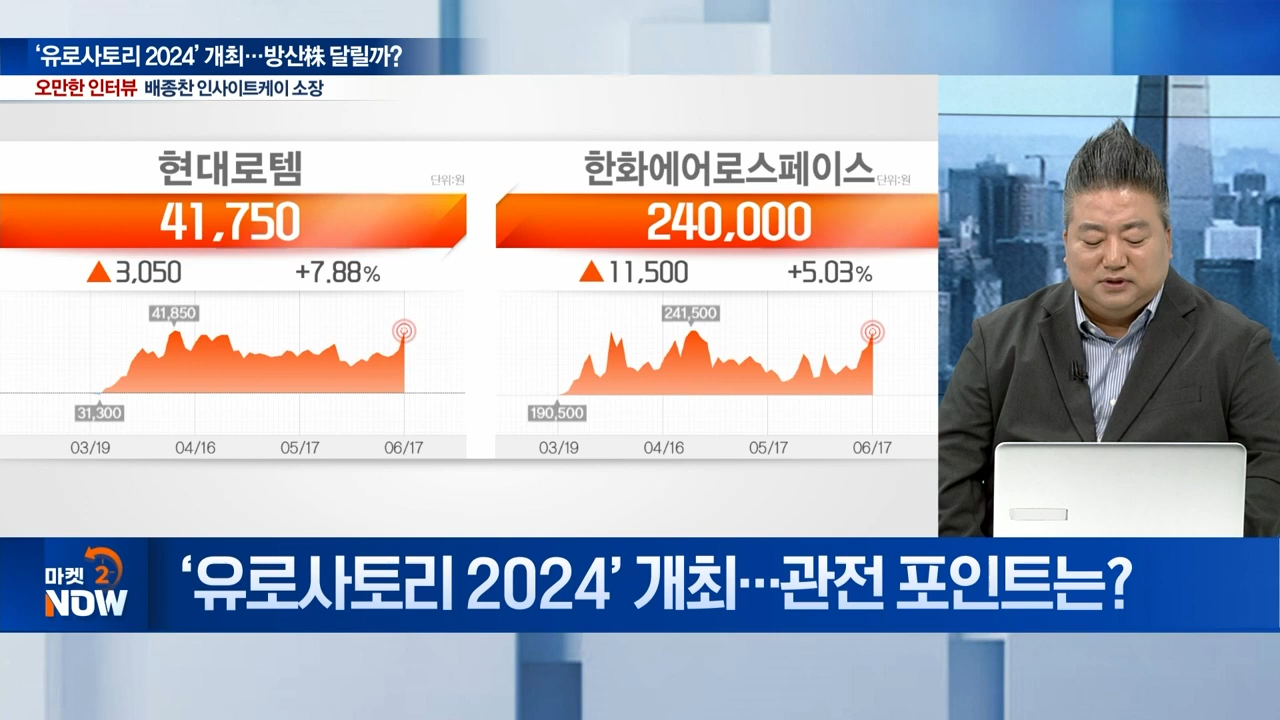 ‘유로사토리 2024’ 개최…방산株 달릴까?
오만한 인터뷰 배종찬 인사이트케이 소장
현대로템
단위:원
41,750
▲3,050 +7.88%
41,850
31,300
03/19 04/16 05/17 06/17
한화에어로스페이스
단위:원
240,000
▲11,500 +5.03%
241,500
190,500
03/19 04/16 05/17 06/17
마켓 2
NOW
‘유로사토리 2024’ 개최…관전 포인트는?